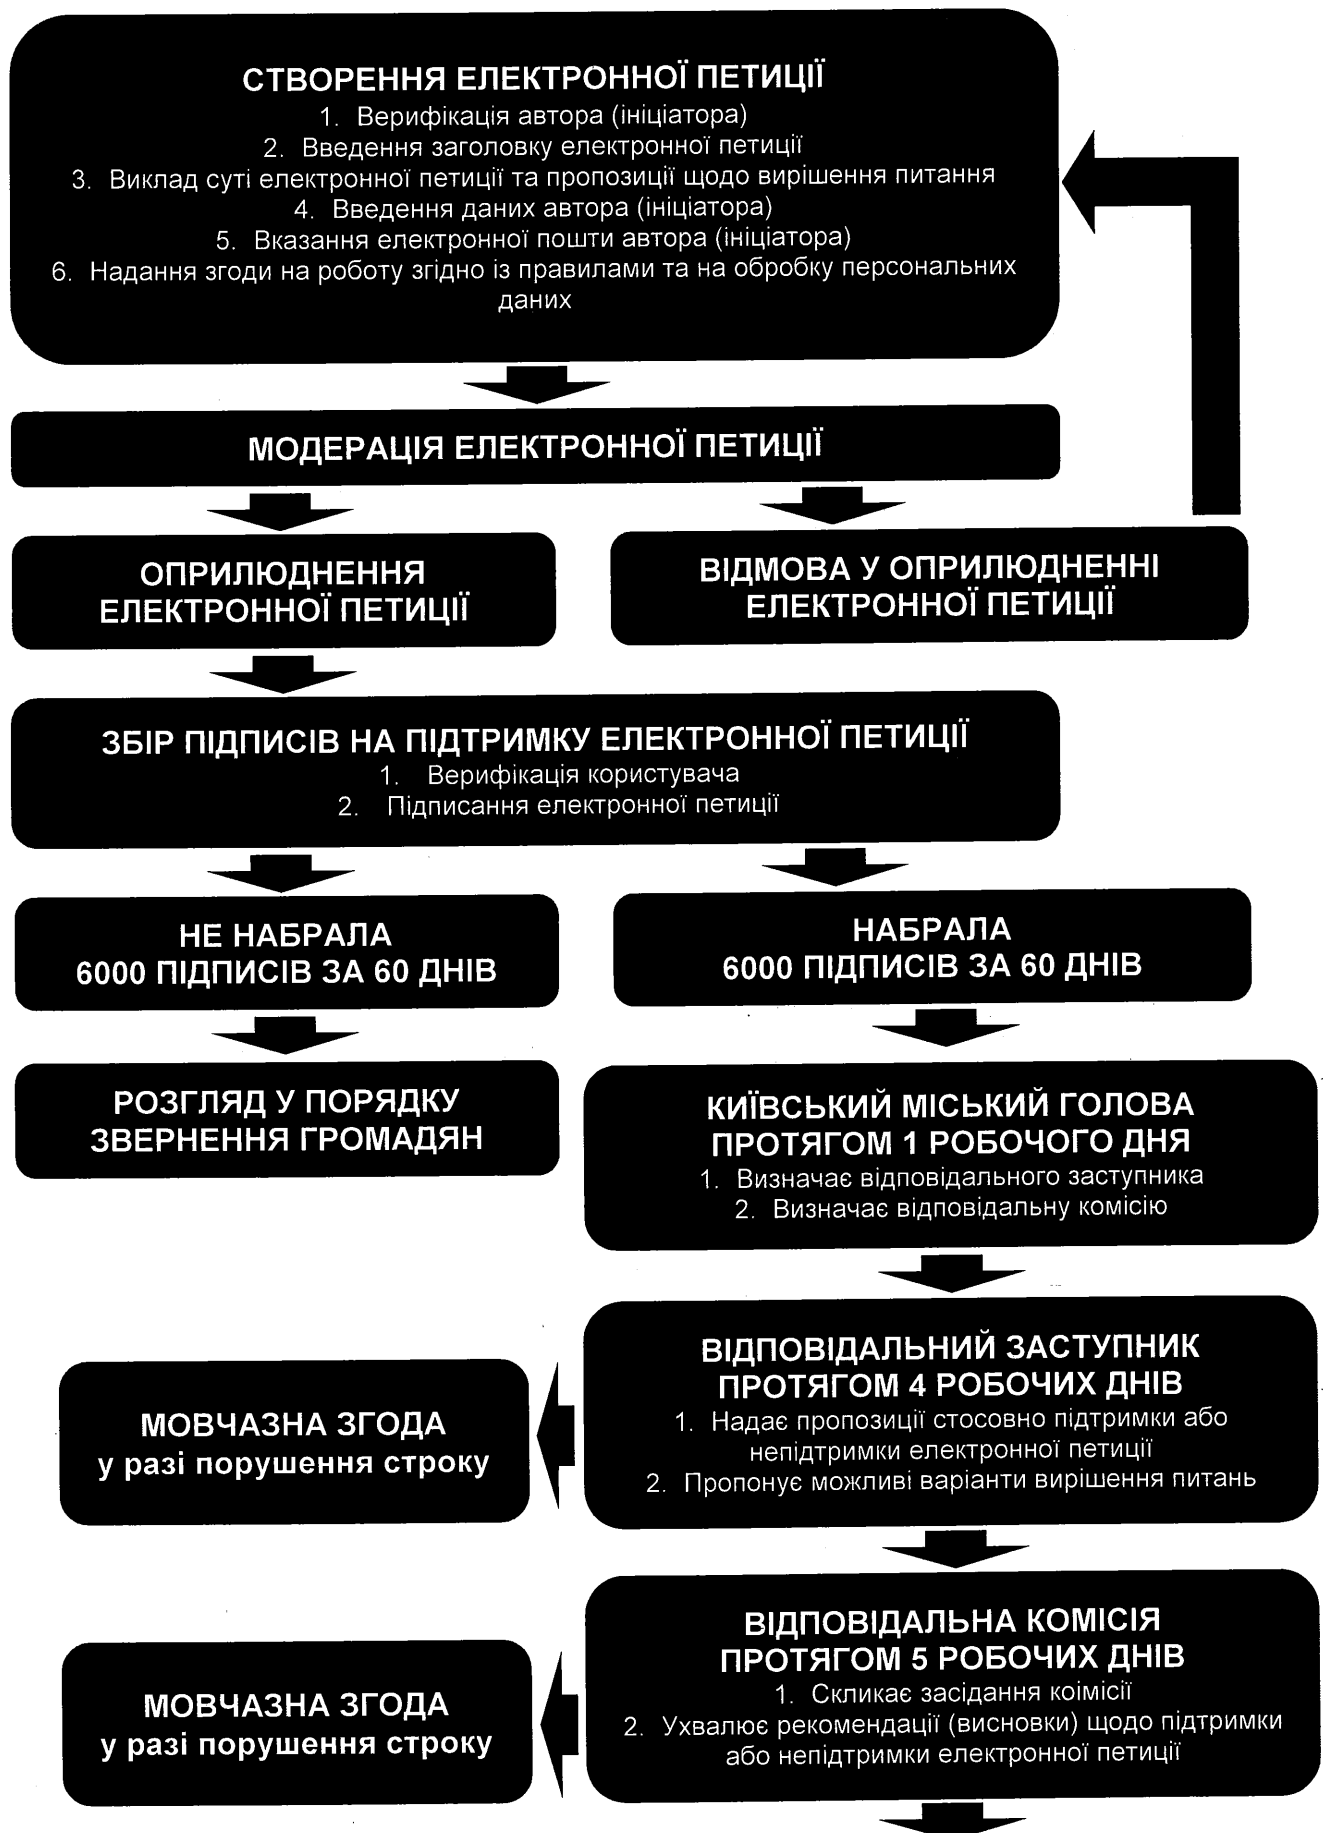 СТВОРЕННЯ ЕЛЕКТРОННОЇ ПЕТИЦІЇ
1. Верифікація автора (ініціатора)
2. Введення заголовку електронної петиції
3. Виклад суті електронної петиції та пропозиції щодо вирішення питання
4. Введення даних автора (ініціатора)
5. Вказання електронної пошти автора (ініціатора)
6. Надання згоди на роботу згідно із правилами та на обробку персональних
даних
МОДЕРАЦІЯ ЕЛЕКТРОННОЇ ПЕТИЦІЇ
ОПРИЛЮДНЕННЯ
ЕЛЕКТРОННОЇ ПЕТИЦІЇ
ВІДМОВА У ОПРИЛЮДНЕННІ
ЕЛЕКТРОННОЇ ПЕТИЦІЇ
ЗБІР ПІДПИСІВ НА ПІДТРИМКУ ЕЛЕКТРОННОЇ ПЕТИЦІЇ
1. Верифікація користувача
2. Підписання електронної петиції
НЕ НАБРАЛА
6000 ПІДПИСІВ ЗА 60 ДНІВ
НАБРАЛА
6000 ПІДПИСІВ ЗА 60 ДНІВ
РОЗГЛЯД У ПОРЯДКУ
ЗВЕРНЕННЯ ГРОМАДЯН
КИЇВСЬКИЙ МІСЬКИЙ ГОЛОВА
ПРОТЯГОМ 1 РОБОЧОГО ДНЯ
1. Визначає відповідального заступника
2. Визначає відповідальну комісію
ВІДПОВІДАЛЬНИЙ ЗАСТУПНИК
ПРОТЯГОМ 4 РОБОЧИХ ДНІВ
1. Надає пропозиції стосовно підтримки або
непідтримки електронної петиції
2. Пропонує можливі варіанти вирішення питань
МОВЧАЗНА ЗГОДА
у разі порушення строку
ВІДПОВІДАЛЬНА КОМІСІЯ
ПРОТЯГОМ 5 РОБОЧИХ ДНІВ
1. Скликає засідання коімісії
2. Ухвалює рекомендації (висновки) щодо підтримки
або непідтримки електронної петиції
МОВЧАЗНА ЗГОДА
у разі порушення строку